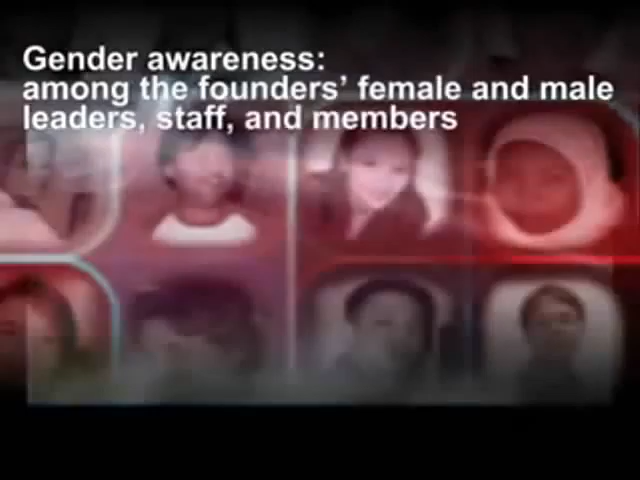 Gender awareness:
among the founders’ female and male
leaders, staff, and members